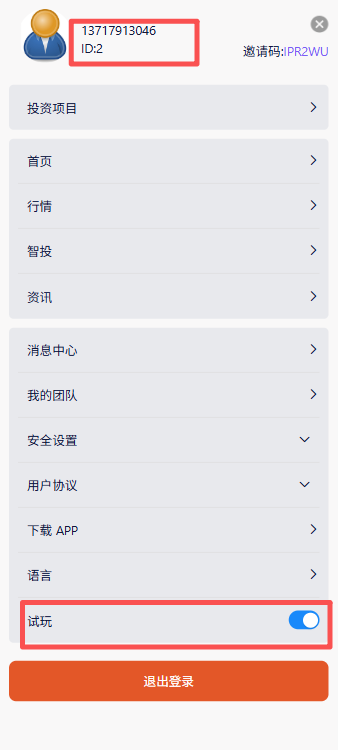 13717913046
ID:2
邀请码:IPR2WU
投资项目
首页
行情
智投
资讯
消息中心
我的团队
安全设置
用户协议
下载 APP
语言
试玩
退出登录